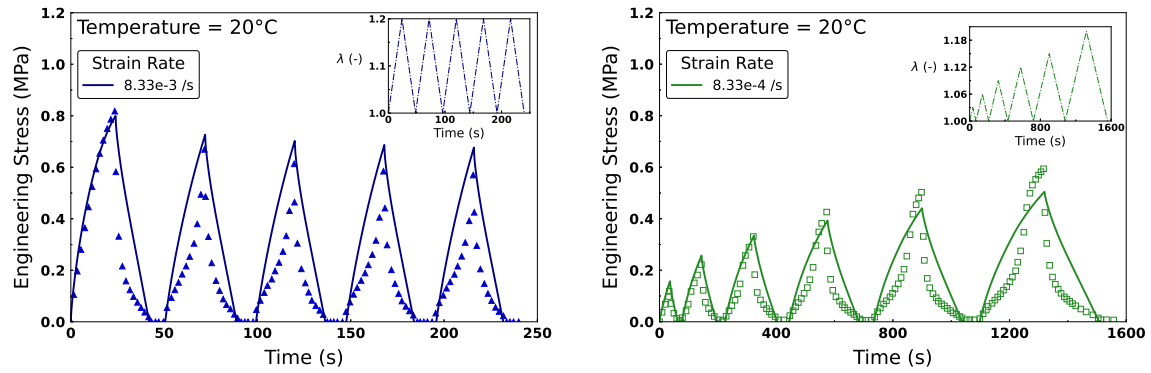 Temperature = 20°C
Strain Rate
8.33e-3 /s
Engineering Stress (MPa)
1.2
1.0
0.8
0.6
0.4
0.2
0.0
0
50
100
150
200
250
Time (s)
λ (-)
1.2
1.1
1.0
0
100
200
Time (s)
Temperature = 20°C
Strain Rate
8.33e-4 /s
Engineering Stress (MPa)
1.2
1.0
0.8
0.6
0.4
0.2
0.0
0
400
800
1200
1600
Time (s)
λ (-)
1.18
1.12
1.06
1.00
0
800
1600
Time (s)